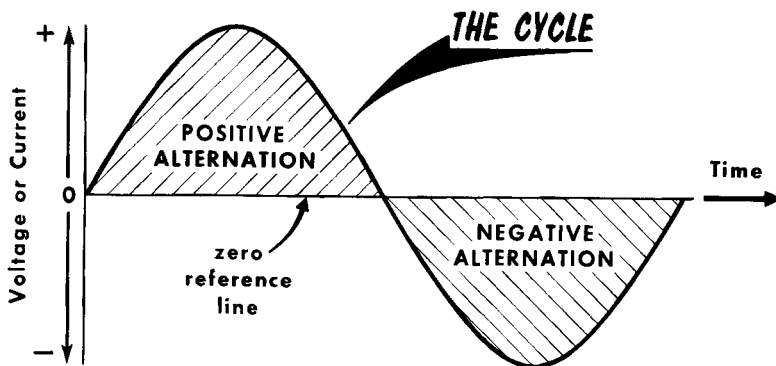 THE CYCLE
+
POSITIVE
ALTERNATION
Voltage or Current
Time
0
zero
reference
line
NEGATIVE
ALTERNATION
−